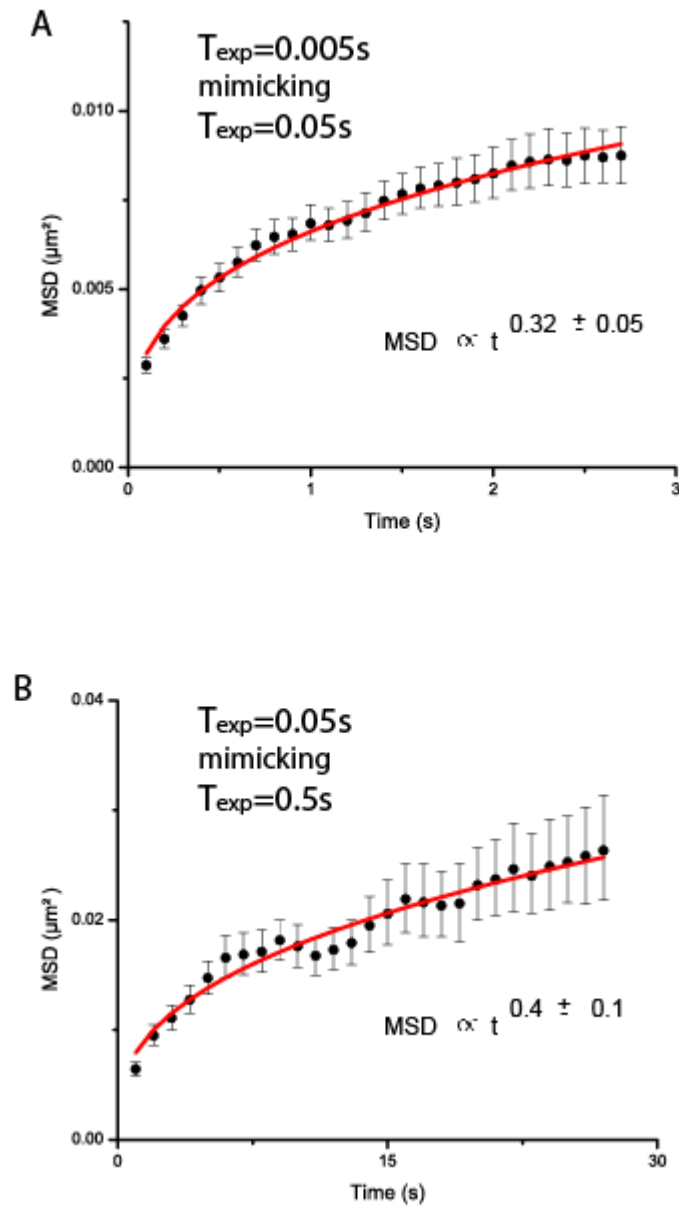 A
Texp=0.005s
mimicking
Texp=0.05s
0.010
0.005
0.000
MSD (µm²)
MSD ∝ t 0.32 ± 0.05
0 1 2 3
Time (s)
B
Texp=0.05s
mimicking
Texp=0.5s
0.04
0.02
0.00
MSD (µm²)
MSD ∝ t 0.4 ± 0.1
0 15 30
Time (s)